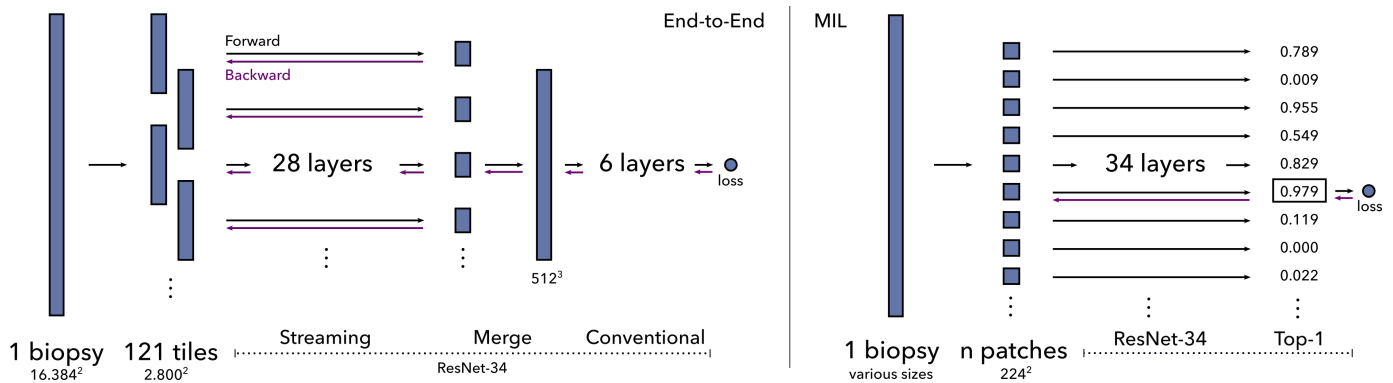 End-to-End
Forward
Backward
28 layers
6 layers
loss
512³
Streaming
Merge
Conventional
1 biopsy
16.384²
121 tiles
2.800²
ResNet-34
MIL
0.789
0.009
0.955
0.549
34 layers
0.829
0.979
loss
0.119
0.000
0.022
1 biopsy
various sizes
n patches
224²
ResNet-34
Top-1